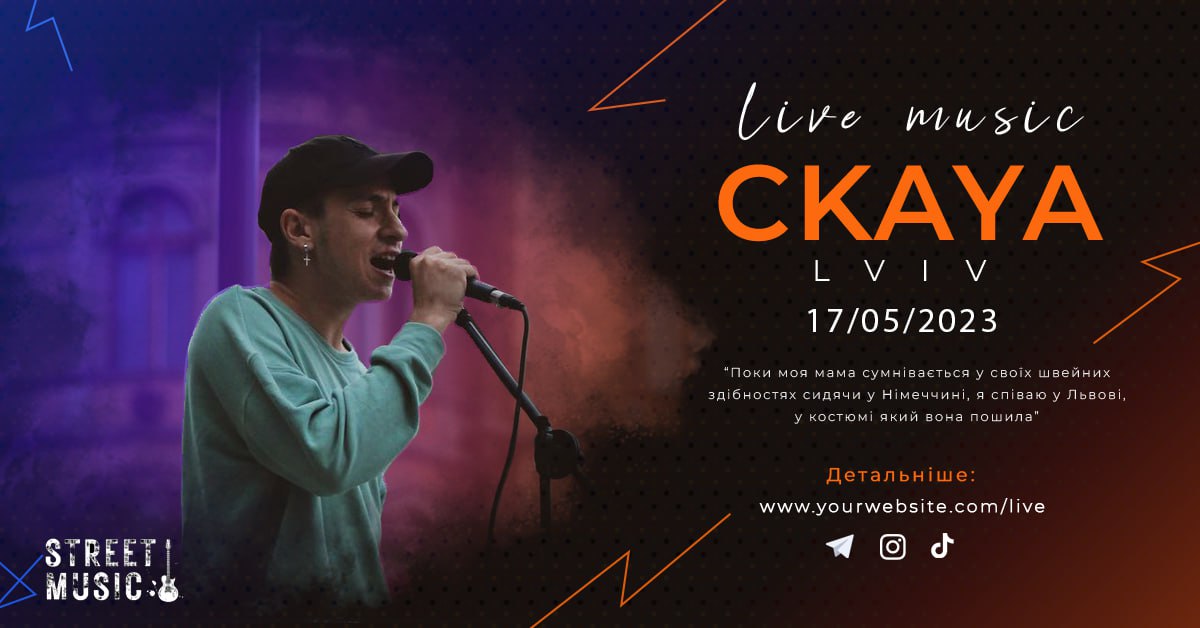 Live music
CKAYA
LVIV
17/05/2023
“Поки моя мама сумнівається у своїх швейних
здібностях сидячи у Німеччині, я співаю у Львові,
у костюмі який вона пошила”
Детальніше:
www.yourwebsite.com/live
STREET
MUSIC